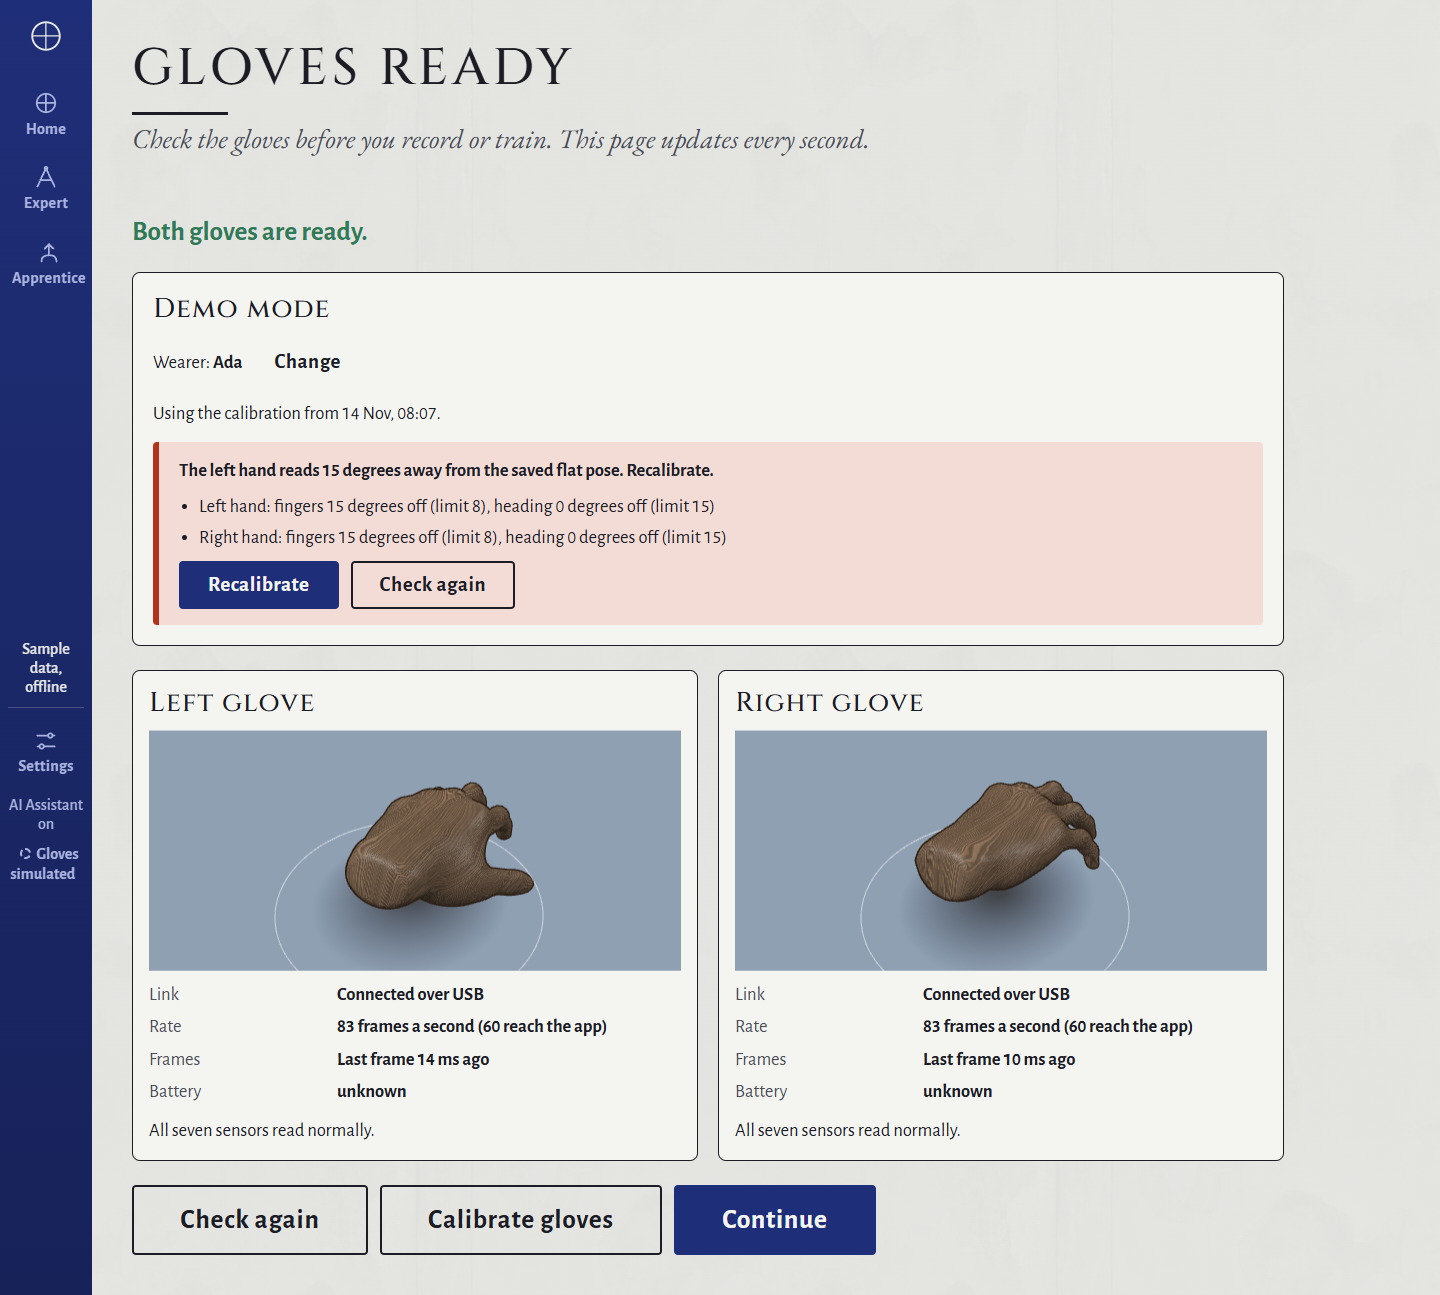 Home
Expert
Apprentice
Sample
data,
offline
Settings
AI Assistant
on
Gloves
simulated
GLOVES READY
Check the gloves before you record or train. This page updates every second.
Both gloves are ready.
DEMO MODE
Wearer: Ada Change
Using the calibration from 14 Nov, 08:07.
The left hand reads 15 degrees away from the saved flat pose. Recalibrate.
• Left hand: fingers 15 degrees off (limit 8), heading 0 degrees off (limit 15)
• Right hand: fingers 15 degrees off (limit 8), heading 0 degrees off (limit 15)
Recalibrate Check again
LEFT GLOVE
Link Connected over USB
Rate 83 frames a second (60 reach the app)
Frames Last frame 14 ms ago
Battery unknown
All seven sensors read normally.
RIGHT GLOVE
Link Connected over USB
Rate 83 frames a second (60 reach the app)
Frames Last frame 10 ms ago
Battery unknown
All seven sensors read normally.
Check again Calibrate gloves Continue